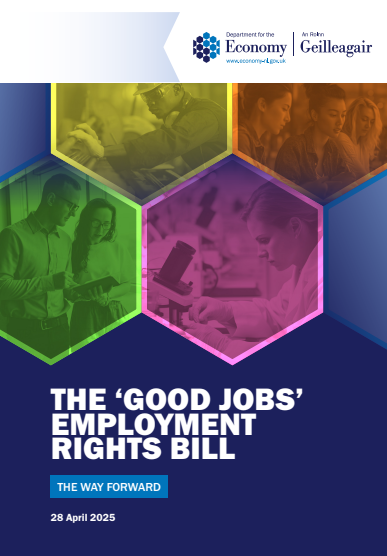 Department for the
Economy
www.economy-ni.gov.uk
An Roinn
Geilleagair
THE ‘GOOD JOBS’
EMPLOYMENT
RIGHTS BILL
THE WAY FORWARD
28 April 2025